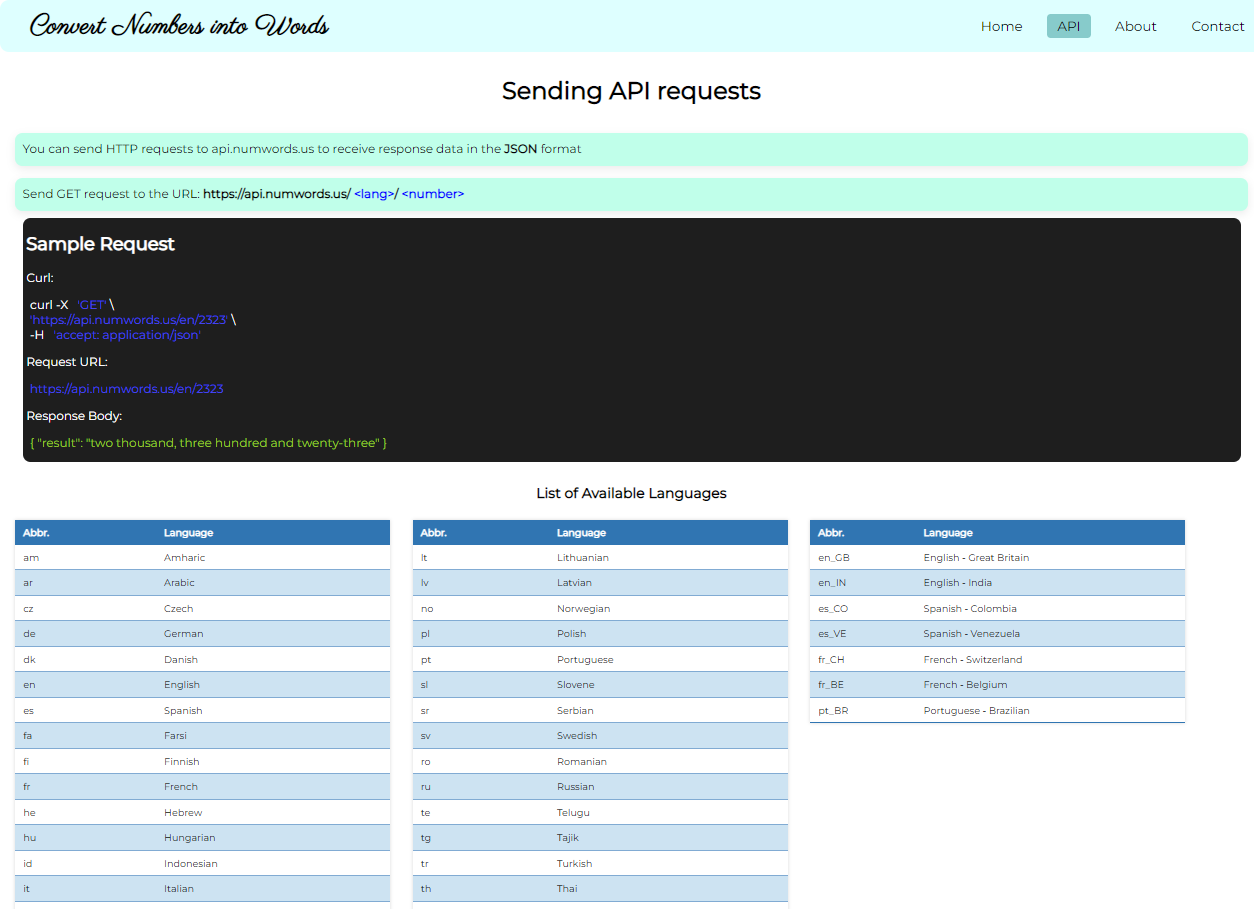 Convert Numbers into Words
Home API About Contact
Sending API requests
You can send HTTP requests to api.numwords.us to receive response data in the JSON format
Send GET request to the URL: https://api.numwords.us/ <lang>/ <number>
Sample Request
Curl:
curl -X 'GET' \
'https://api.numwords.us/en/2323' \
-H 'accept: application/json'
Request URL:
https://api.numwords.us/en/2323
Response Body:
{ "result": "two thousand, three hundred and twenty-three" }
List of Available Languages
Abbr. Language
am Amharic
ar Arabic
cz Czech
de German
dk Danish
en English
es Spanish
fa Farsi
fi Finnish
fr French
he Hebrew
hu Hungarian
id Indonesian
it Italian
Abbr. Language
lt Lithuanian
lv Latvian
no Norwegian
pl Polish
pt Portuguese
sl Slovene
sr Serbian
sv Swedish
ro Romanian
ru Russian
te Telugu
tg Tajik
tr Turkish
th Thai
Abbr. Language
en_GB English - Great Britain
en_IN English - India
es_CO Spanish - Colombia
es_VE Spanish - Venezuela
fr_CH French - Switzerland
fr_BE French - Belgium
pt_BR Portuguese - Brazilian